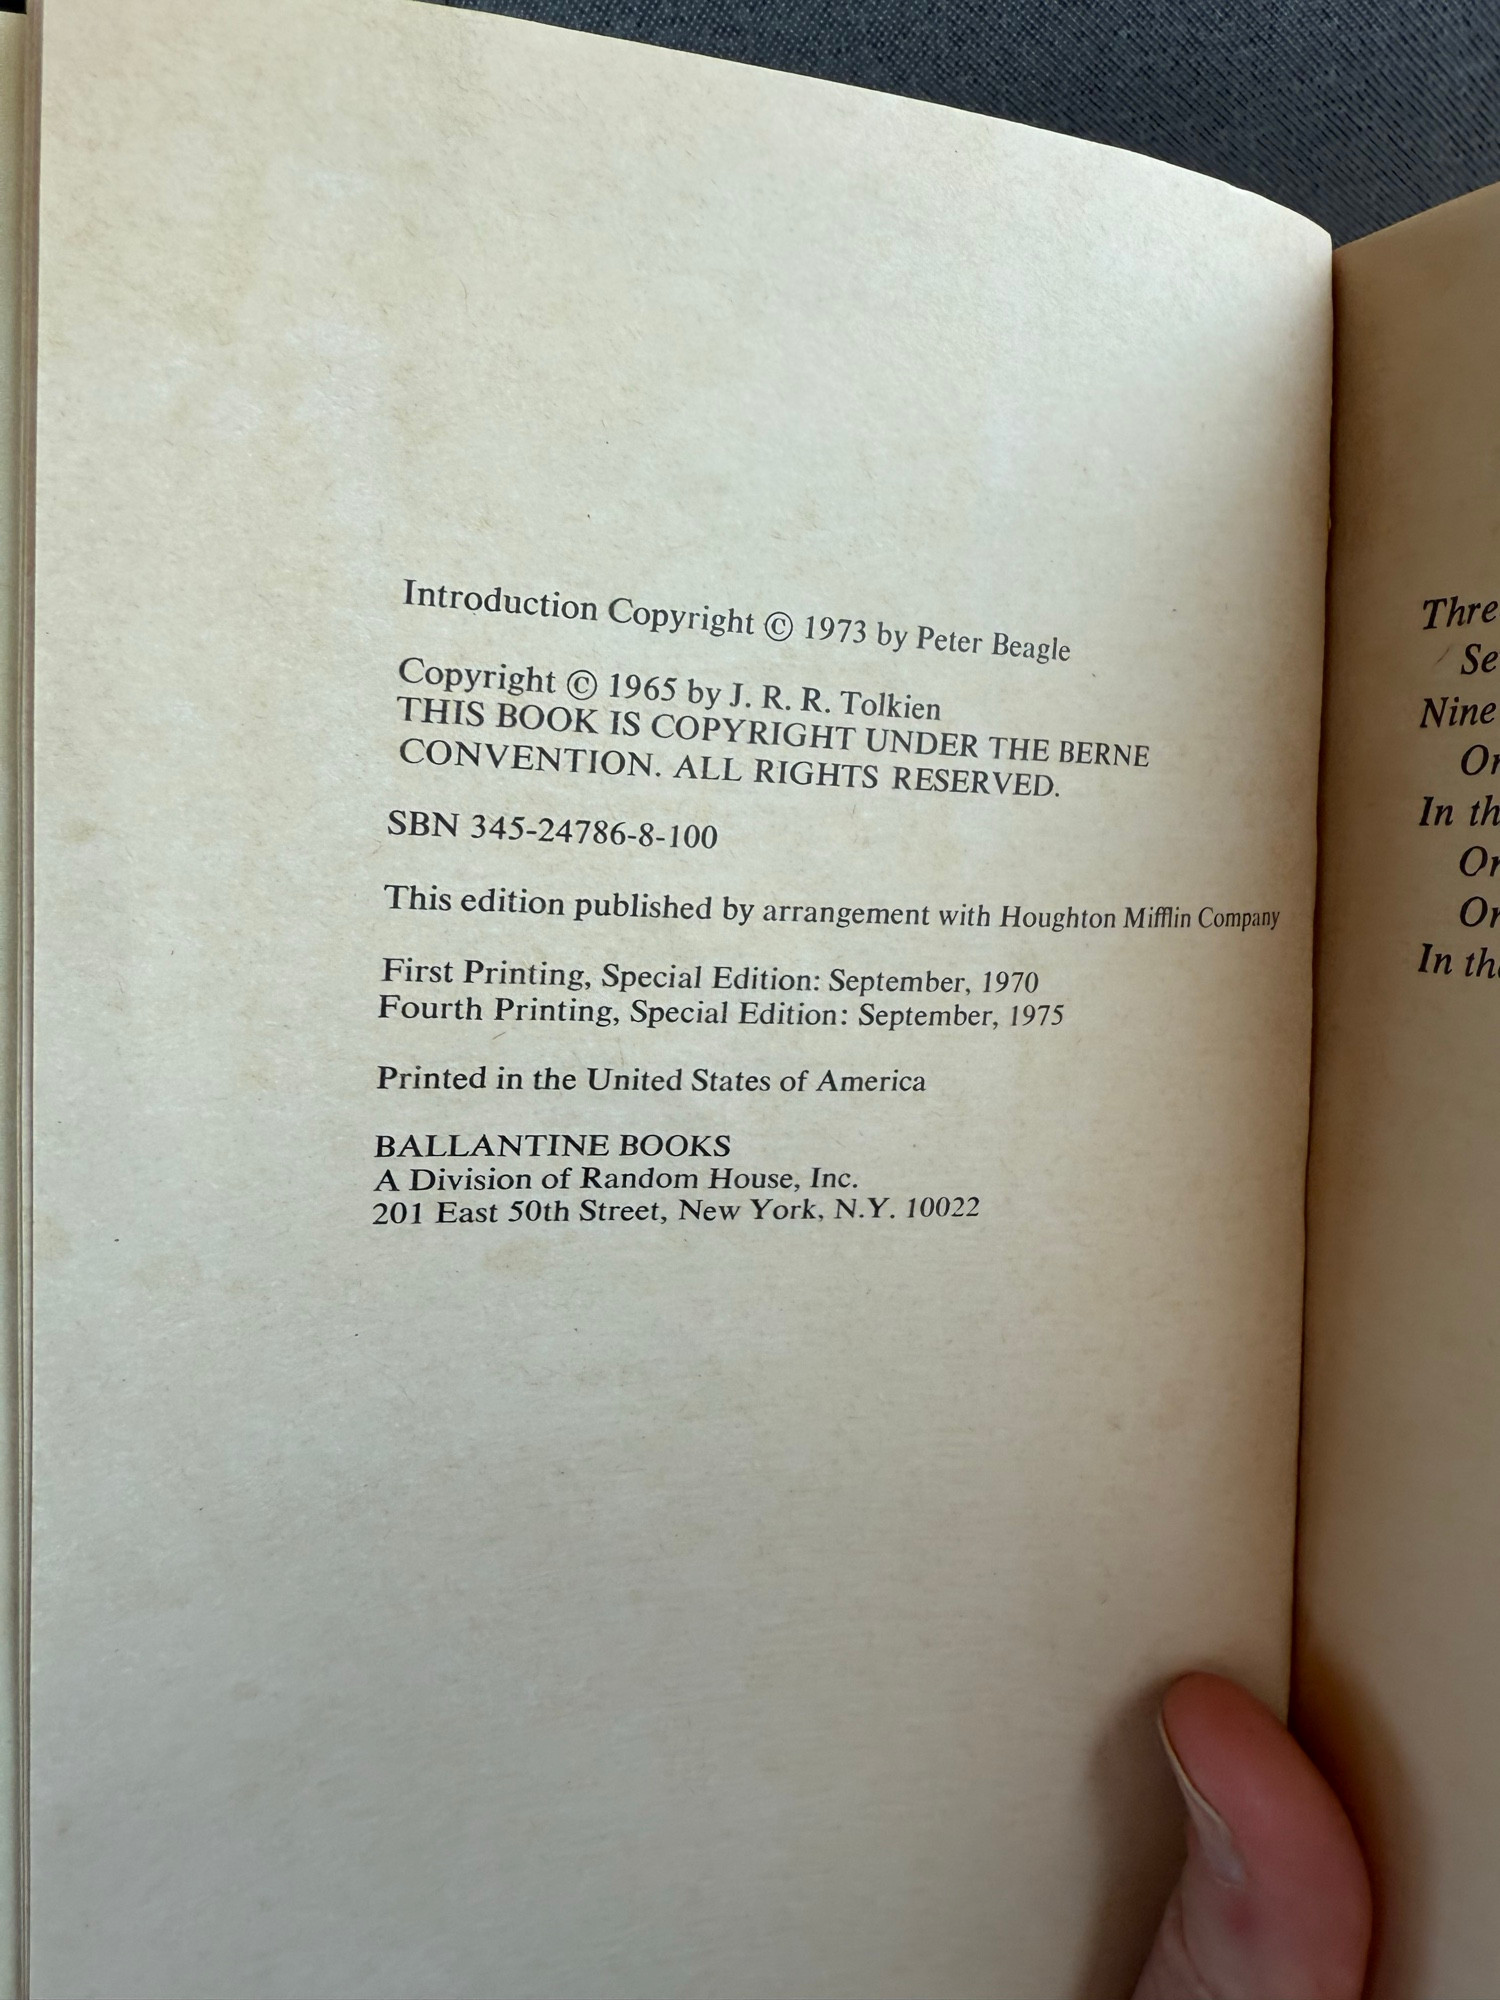 Introduction Copyright © 1973 by Peter Beagle
Copyright © 1965 by J. R. R. Tolkien
THIS BOOK IS COPYRIGHT UNDER THE BERNE
CONVENTION. ALL RIGHTS RESERVED.
SBN 345-24786-8-100
This edition published by arrangement with Houghton Mifflin Company
First Printing, Special Edition: September, 1970
Fourth Printing, Special Edition: September, 1975
Printed in the United States of America
BALLANTINE BOOKS
A Division of Random House, Inc.
201 East 50th Street, New York, N.Y. 10022
Nine
In
In